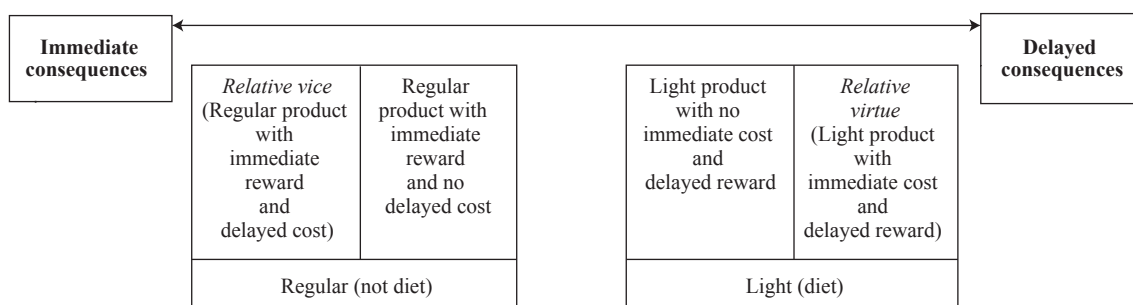 Immediate
consequences
Delayed
consequences
Relative vice
(Regular product
with
immediate
reward
and
delayed cost)
Regular
product with
immediate
reward
and no
delayed cost
Light product
with no
immediate cost
and
delayed reward
Relative
virtue
(Light product
with
immediate cost
and
delayed reward)
Regular (not diet)
Light (diet)